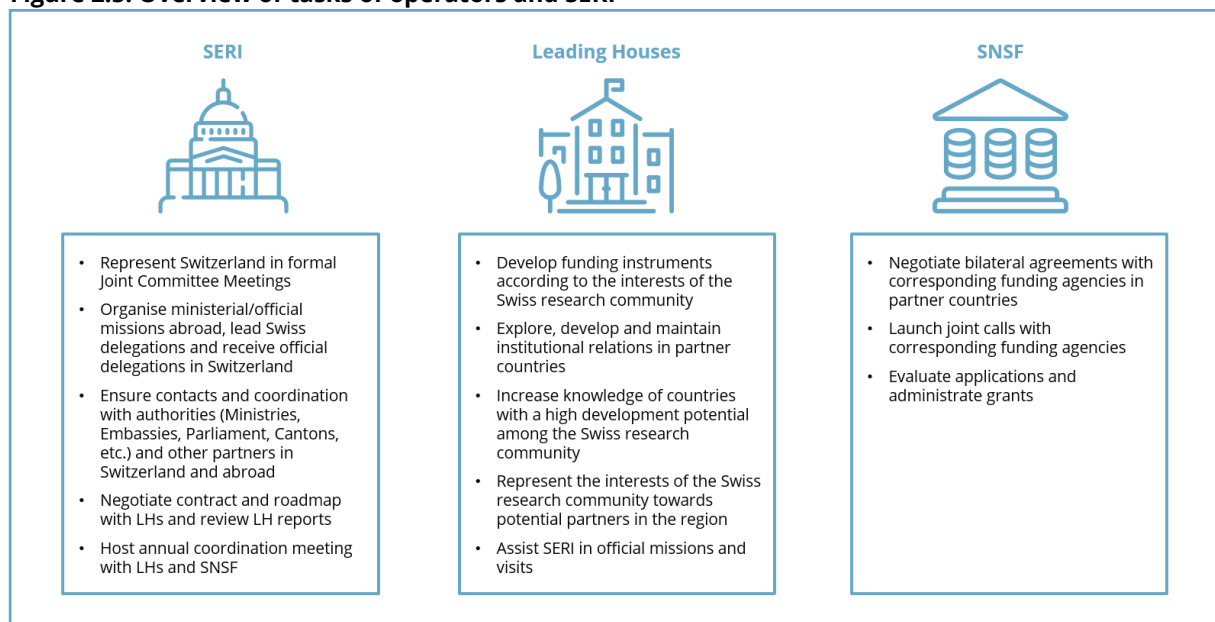 Figure 2.3. Overview of tasks of operators and SERI
SERI
Leading Houses
SNSF
• Represent Switzerland in formal
Joint Committee Meetings
• Organise ministerial/official
missions abroad, lead Swiss
delegations and receive official
delegations in Switzerland
• Ensure contacts and coordination
with authorities (Ministries,
Embassies, Parliament, Cantons,
etc.) and other partners in
Switzerland and abroad
• Negotiate contract and roadmap
with LHs and review LH reports
• Host annual coordination meeting
with LHs and SNSF
• Develop funding instruments
according to the interests of the
Swiss research community
• Explore, develop and maintain
institutional relations in partner
countries
• Increase knowledge of countries
with a high development potential
among the Swiss research
community
• Represent the interests of the Swiss
research community towards
potential partners in the region
• Assist SERI in official missions and
visits
• Negotiate bilateral agreements with
corresponding funding agencies in
partner countries
• Launch joint calls with
corresponding funding agencies
• Evaluate applications and
administrate grants